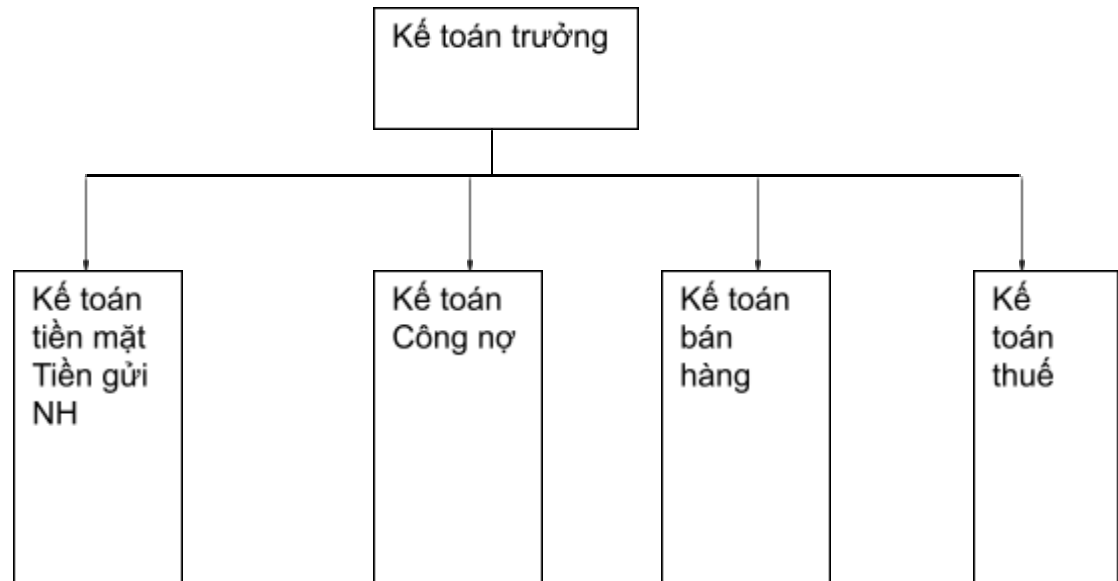 Kế toán trưởng
Kế toán
tiền mặt
Tiền gửi
NH
Kế toán
Công nợ
Kế toán
bán
hàng
Kế
toán
thuế